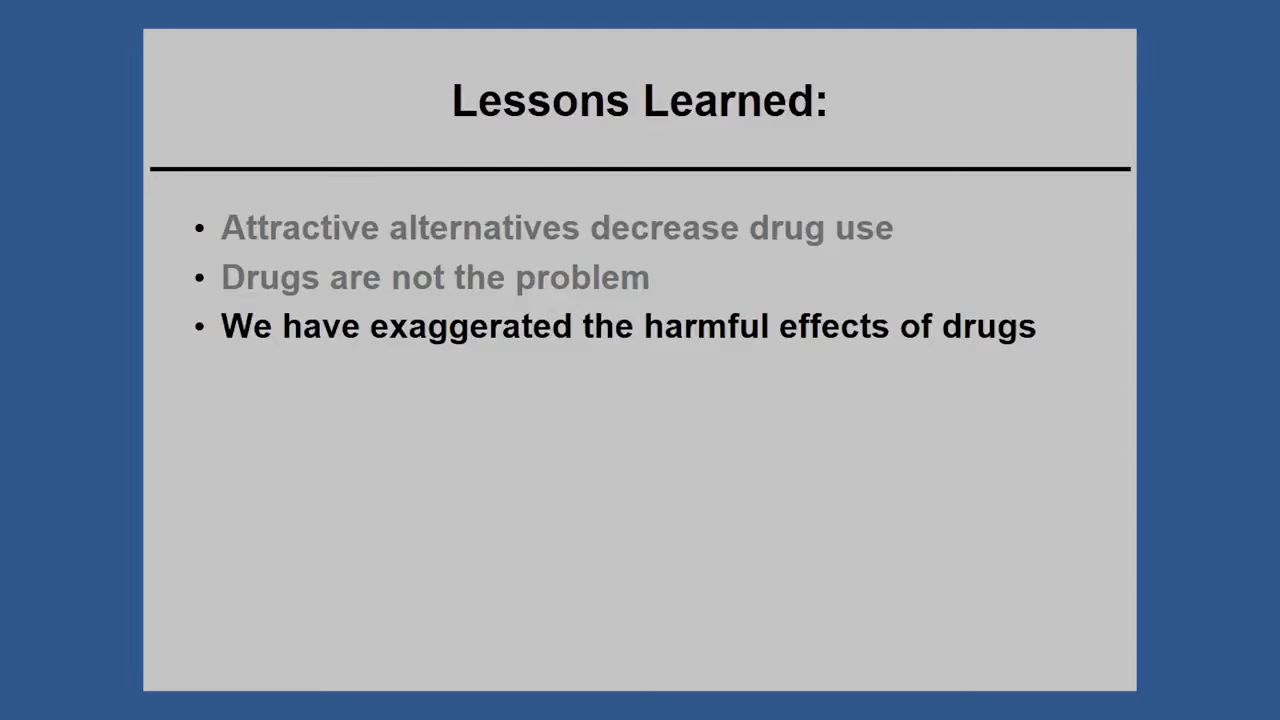 Lessons Learned:
• Attractive alternatives decrease drug use
• Drugs are not the problem
• We have exaggerated the harmful effects of drugs